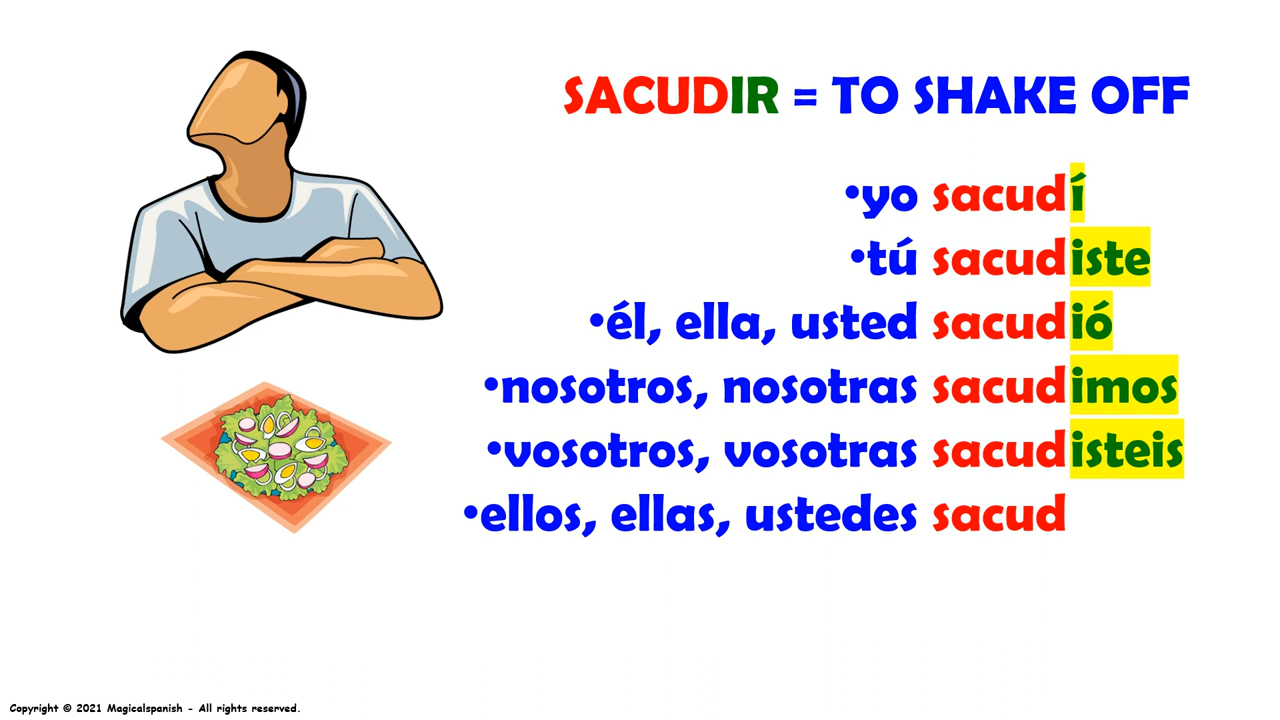 SACUDIR = TO SHAKE OFF
•yo sacudí
•tú sacudiste
•él, ella, usted sacudió
•nosotros, nosotras sacudimos
•vosotros, vosotras sacudisteis
•ellos, ellas, ustedes sacud
Copyright © 2021 Magicalspanish - All rights reserved.